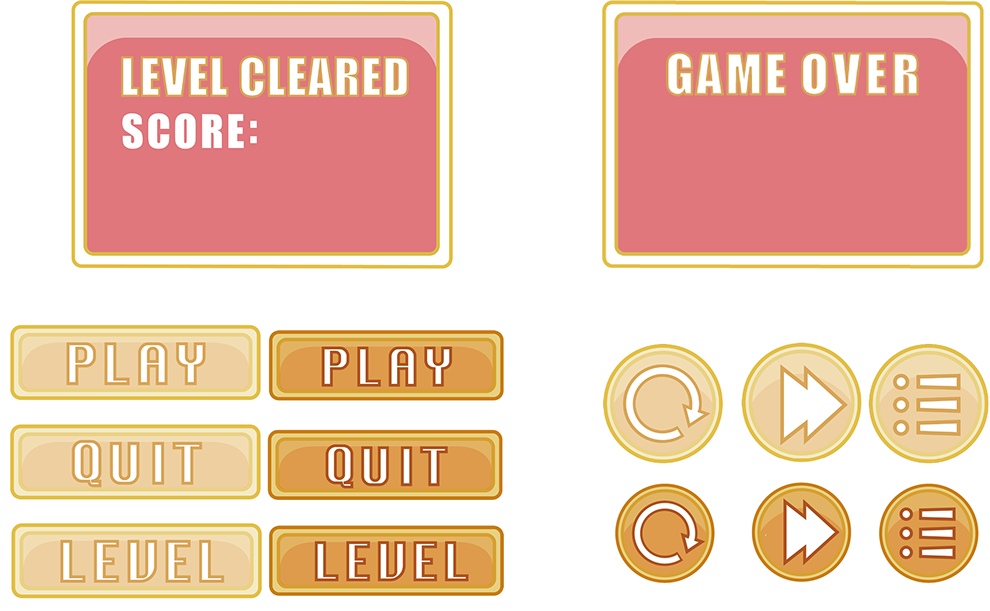 LEVEL CLEARED
SCORE:
GAME OVER
PLAY
PLAY
QUIT
QUIT
LEVEL
LEVEL